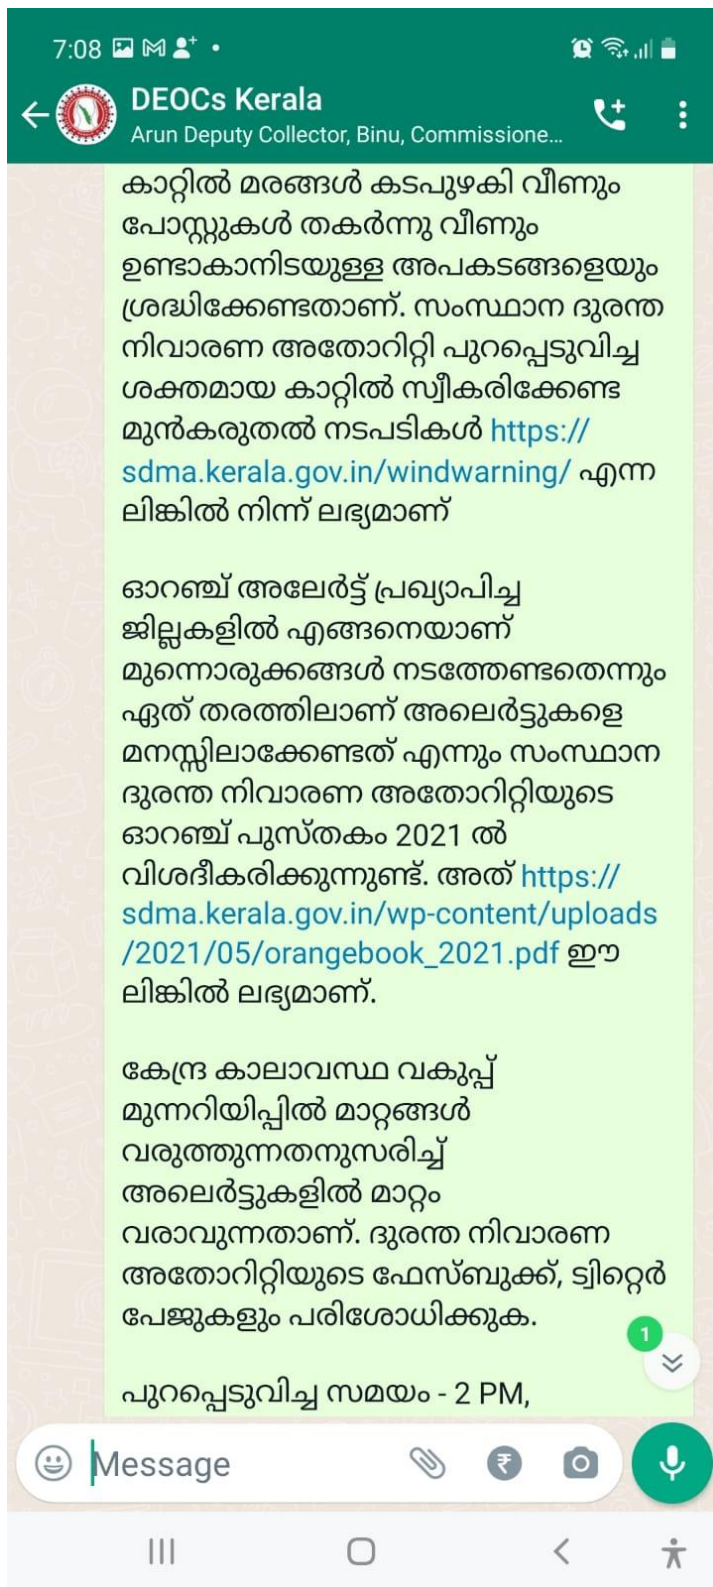 7:08
DEOCs Kerala
Arun Deputy Collector, Binu, Commissione...
കാറ്റിൽ മരങ്ങൾ കടപുഴകി വീണും
പോസ്റ്റുകൾ തകർന്നു വീണും
ഉണ്ടാകാനിടയുള്ള അപകടങ്ങളെയും
ശ്രദ്ധിക്കേണ്ടതാണ്. സംസ്ഥാന ദുരന്ത
നിവാരണ അതോറിറ്റി പുറപ്പെടുവിച്ച
ശക്തമായ കാറ്റിൽ സ്വീകരിക്കേണ്ട
മുൻകരുതൽ നടപടികൾ https://
sdma.kerala.gov.in/windwarning/ എന്ന
ലിങ്കിൽ നിന്ന് ലഭ്യമാണ്
ഓറഞ്ച് അലേർട്ട് പ്രഖ്യാപിച്ച
ജില്ലകളിൽ എങ്ങനെയാണ്
മുന്നൊരുക്കങ്ങൾ നടത്തേണ്ടതെന്നും
ഏത് തരത്തിലാണ് അലെർട്ടുകളെ
മനസ്സിലാക്കേണ്ടത് എന്നും സംസ്ഥാന
ദുരന്ത നിവാരണ അതോറിറ്റിയുടെ
ഓറഞ്ച് പുസ്തകം 2021 ൽ
വിശദീകരിക്കുന്നുണ്ട്. അത് https://
sdma.kerala.gov.in/wp-content/uploads
/2021/05/orangebook_2021.pdf ഈ
ലിങ്കിൽ ലഭ്യമാണ്.
കേന്ദ്ര കാലാവസ്ഥ വകുപ്പ്
മുന്നറിയിപ്പിൽ മാറ്റങ്ങൾ
വരുത്തുന്നതനുസരിച്ച്
അലെർട്ടുകളിൽ മാറ്റം
വരാവുന്നതാണ്. ദുരന്ത നിവാരണ
അതോറിറ്റിയുടെ ഫേസ്ബുക്ക്, ട്വിറ്റെർ
പേജുകളും പരിശോധിക്കുക.
1
പുറപ്പെടുവിച്ച സമയം - 2 PM,
Message